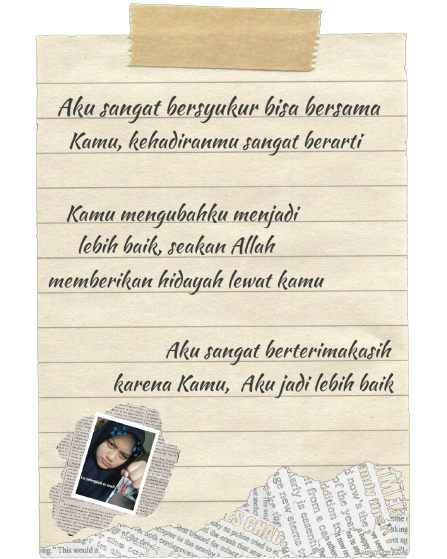 Aku sangat bersyukur bisa bersama
Kamu, kehadiranmu sangat berarti
Kamu mengubahku menjadi
lebih baik, seakan Allah
memberikan hidayah lewat kamu
Aku sangat berterimakasih
karena Kamu, Aku jadi lebih baik